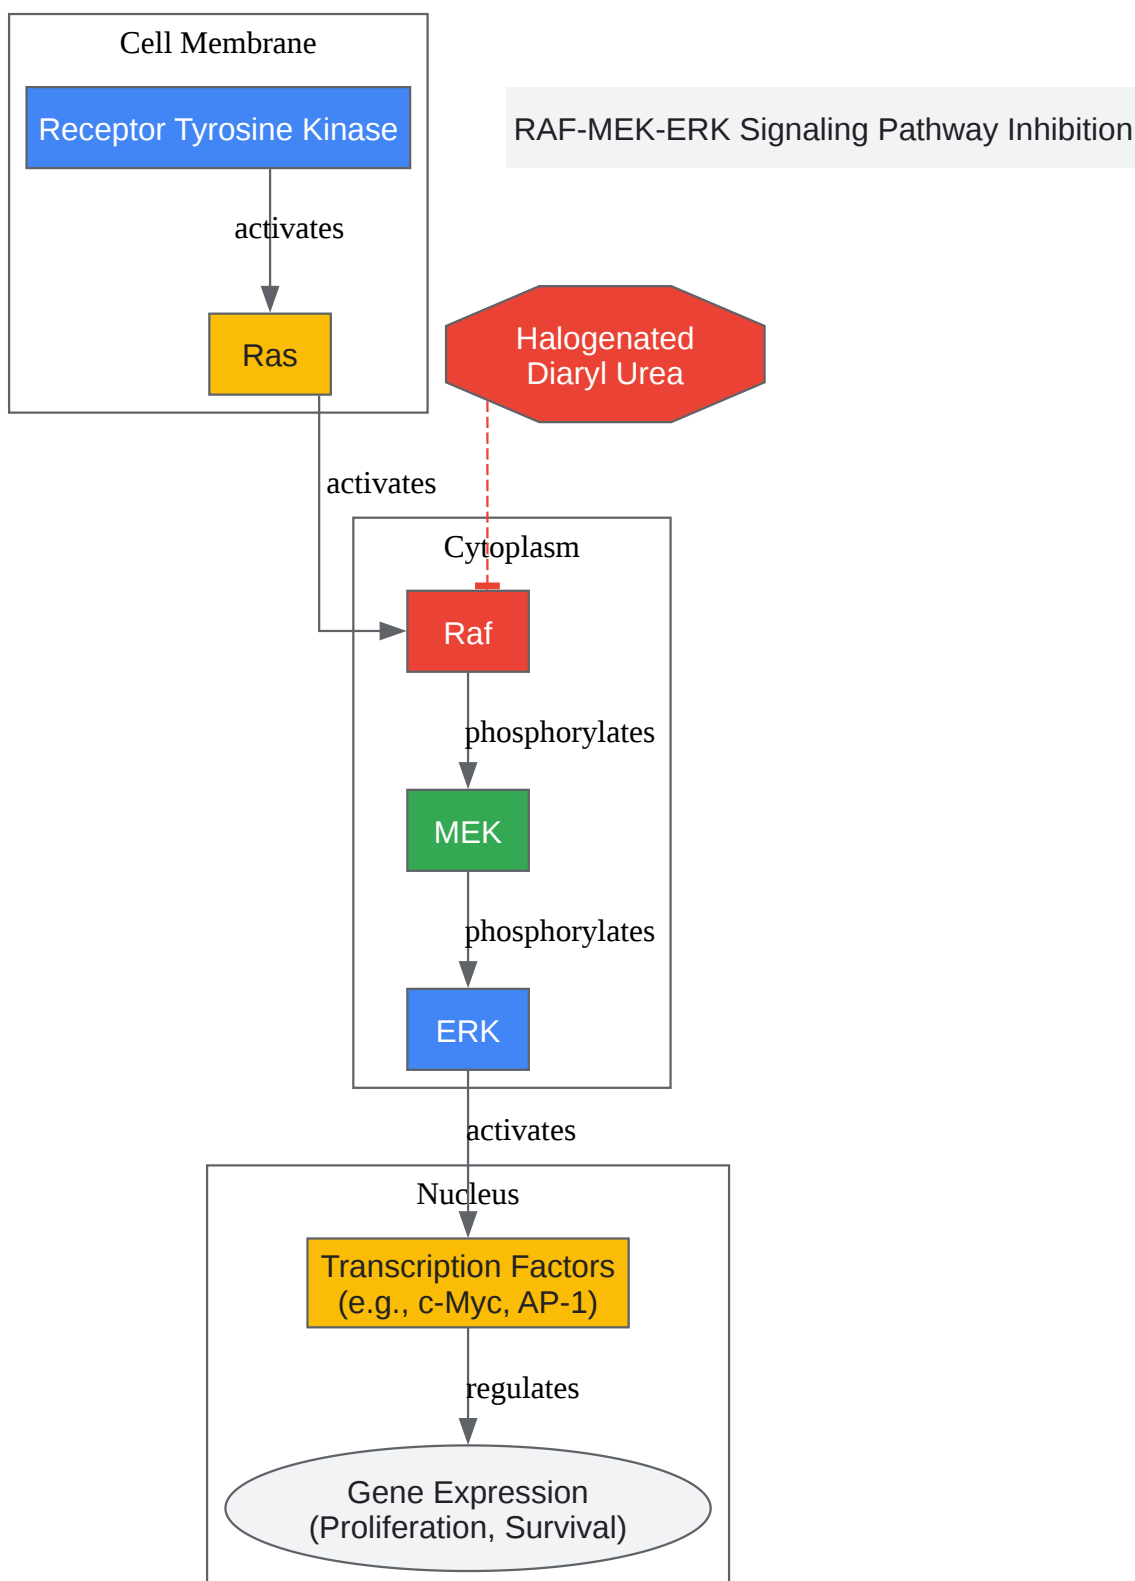 Cell Membrane
Receptor Tyrosine Kinase
RAF-MEK-ERK Signaling Pathway Inhibition
activates
Ras
Halogenated
Diaryl Urea
activates
Cytoplasm
Raf
phosphorylates
MEK
phosphorylates
ERK
activates
Nucleus
Transcription Factors
(e.g., c-Myc, AP-1)
regulates
Gene Expression
(Proliferation, Survival)